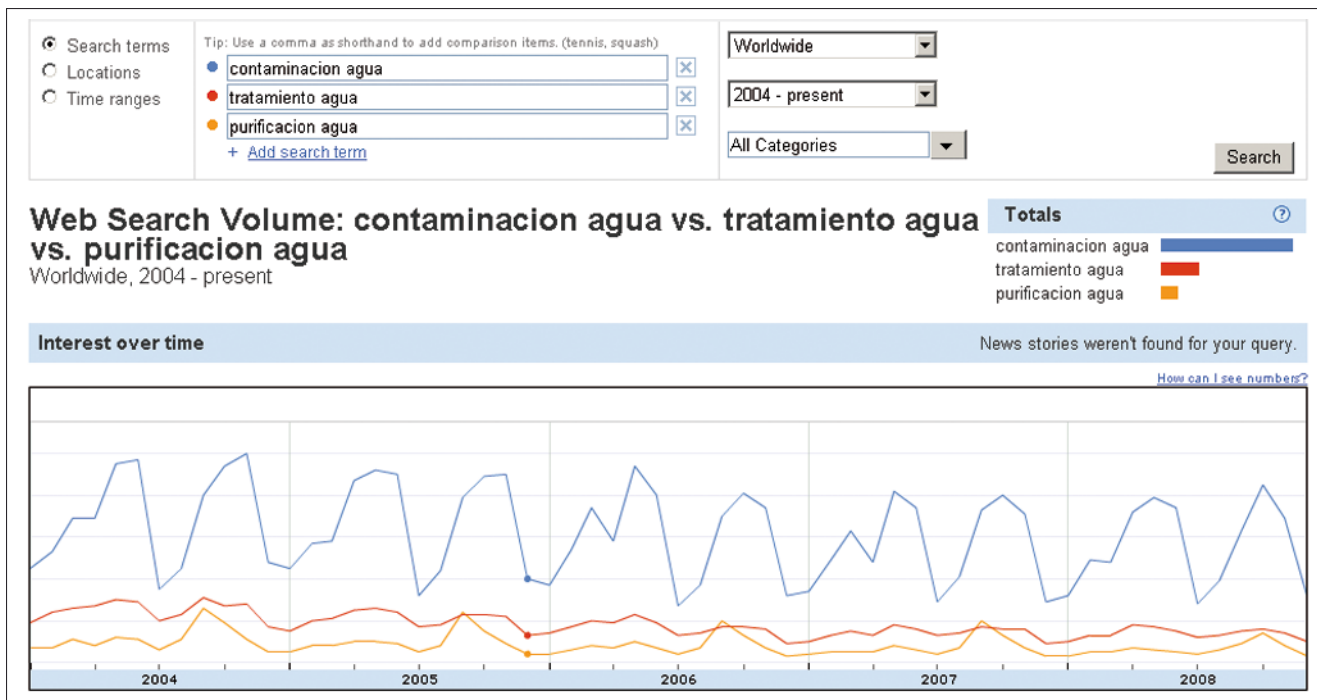 Search terms
Locations
Time ranges
Tip: Use a comma as shorthand to add comparison items. (tennis, squash)
contaminacion agua
tratamiento agua
purificacion agua
+ Add search term
Worldwide
2004 - present
All Categories
Search
Web Search Volume: contaminacion agua vs. tratamiento agua
vs. purificacion agua
Worldwide, 2004 - present
Totals ?
contaminacion agua
tratamiento agua
purificacion agua
Interest over time
News stories weren't found for your query.
How can I see numbers?
2004 2005 2006 2007 2008